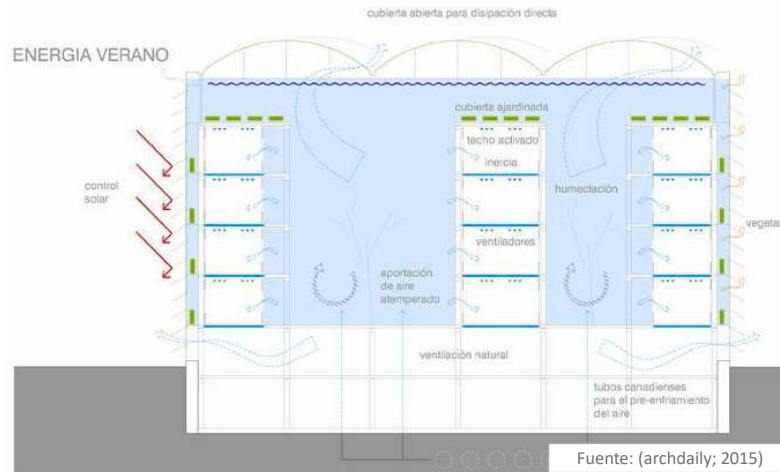 cubierta abierta para disipación directa
ENERGIA VERANO
cubierta ajardinada
techo activado
inercia
control
solar
humectación
vegeta
ventiladores
aportación
de aire
atemperado
ventilación natural
tubos canadienses
para el pre-enfriamiento
del aire
Fuente: (archdaily; 2015)